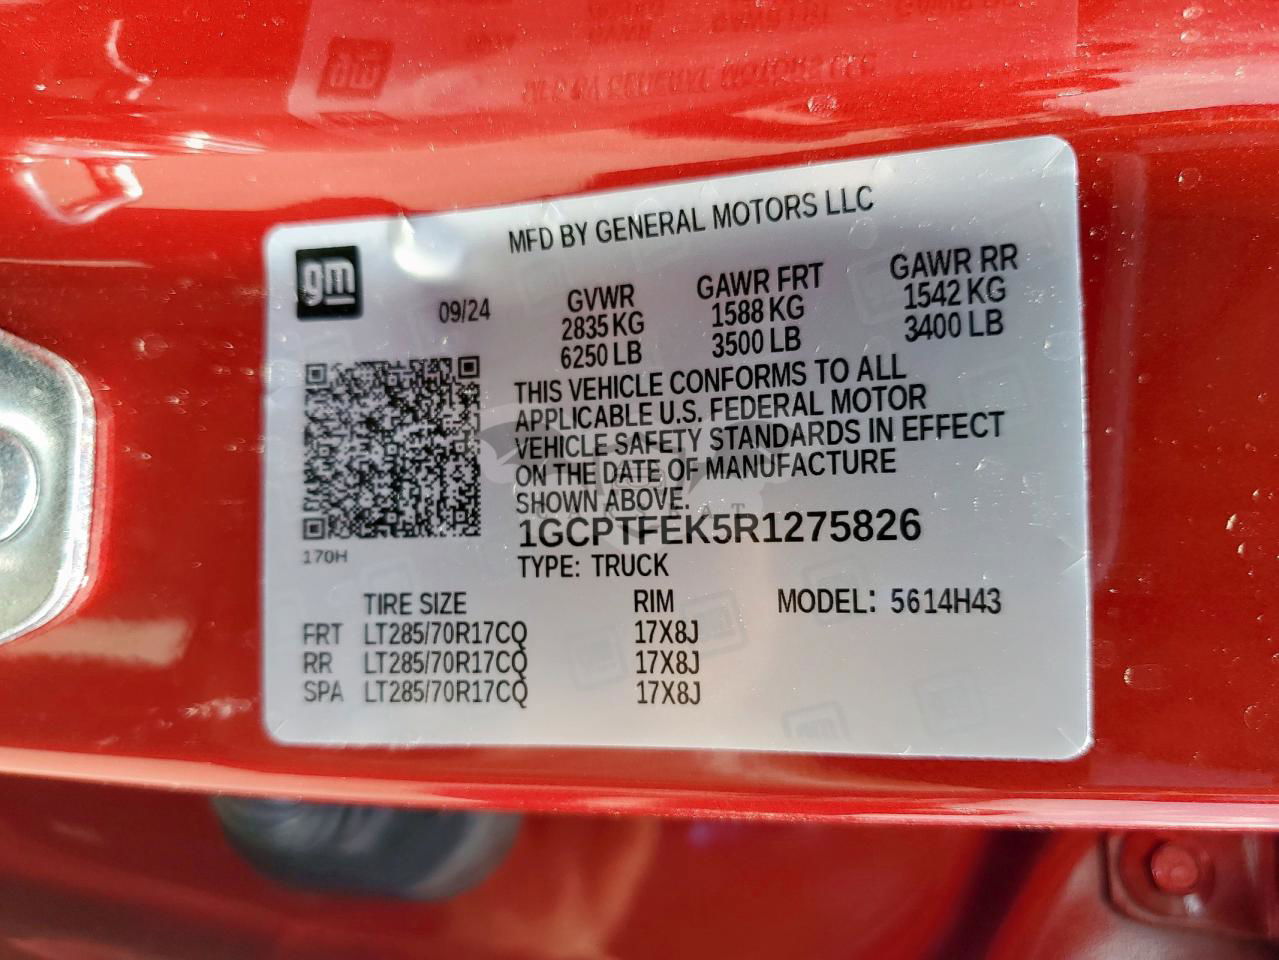 MFD BY GENERAL MOTORS LLC
gm
09/24
GVWR GAWR FRT GAWR RR
2835 KG 1588 KG 1542 KG
6250 LB 3500 LB 3400 LB
THIS VEHICLE CONFORMS TO ALL
APPLICABLE U.S. FEDERAL MOTOR
VEHICLE SAFETY STANDARDS IN EFFECT
ON THE DATE OF MANUFACTURE
SHOWN ABOVE.
1GCPTFEK5R1275826
170H
TYPE: TRUCK
TIRE SIZE RIM MODEL: 5614H43
FRT LT285/70R17CQ 17X8J
RR LT285/70R17CQ 17X8J
SPA LT285/70R17CQ 17X8J